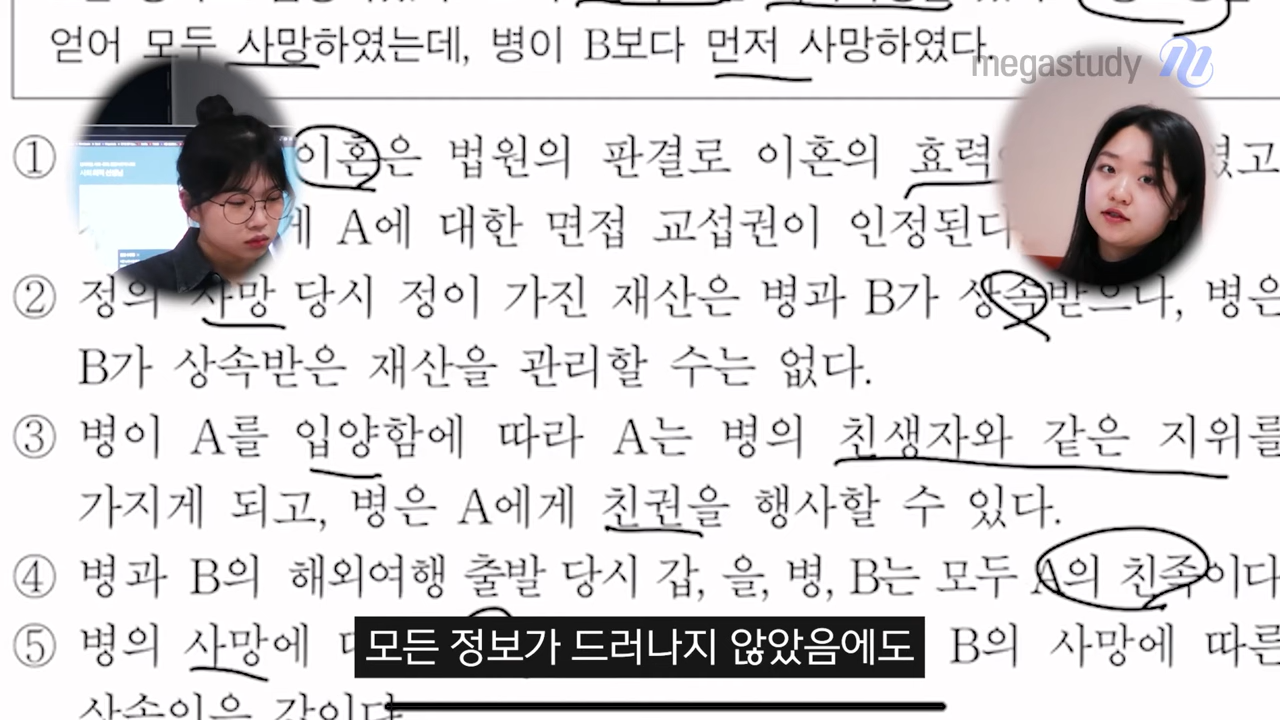 얻어 모두 사망하였는데, 병이 B보다 먼저 사망하였다.
megastudy
① 이혼은 법원의 판결로 이혼의 효력 였고
A에 대한 면접 교섭권이 인정된다
② 정의 사망 당시 정이 가진 재산은 병과 B가 상속받으나, 병은
B가 상속받은 재산을 관리할 수는 없다.
③ 병이 A를 입양함에 따라 A는 병의 친생자와 같은 지위를
가지게 되고, 병은 A에게 친권을 행사할 수 있다.
④ 병과 B의 해외여행 출발 당시 갑, 을, 병, B는 모두 A의 친족이다
⑤ 병의 사망에 B의 사망에 따른
모든 정보가 드러나지 않았음에도
상속인은 같이다